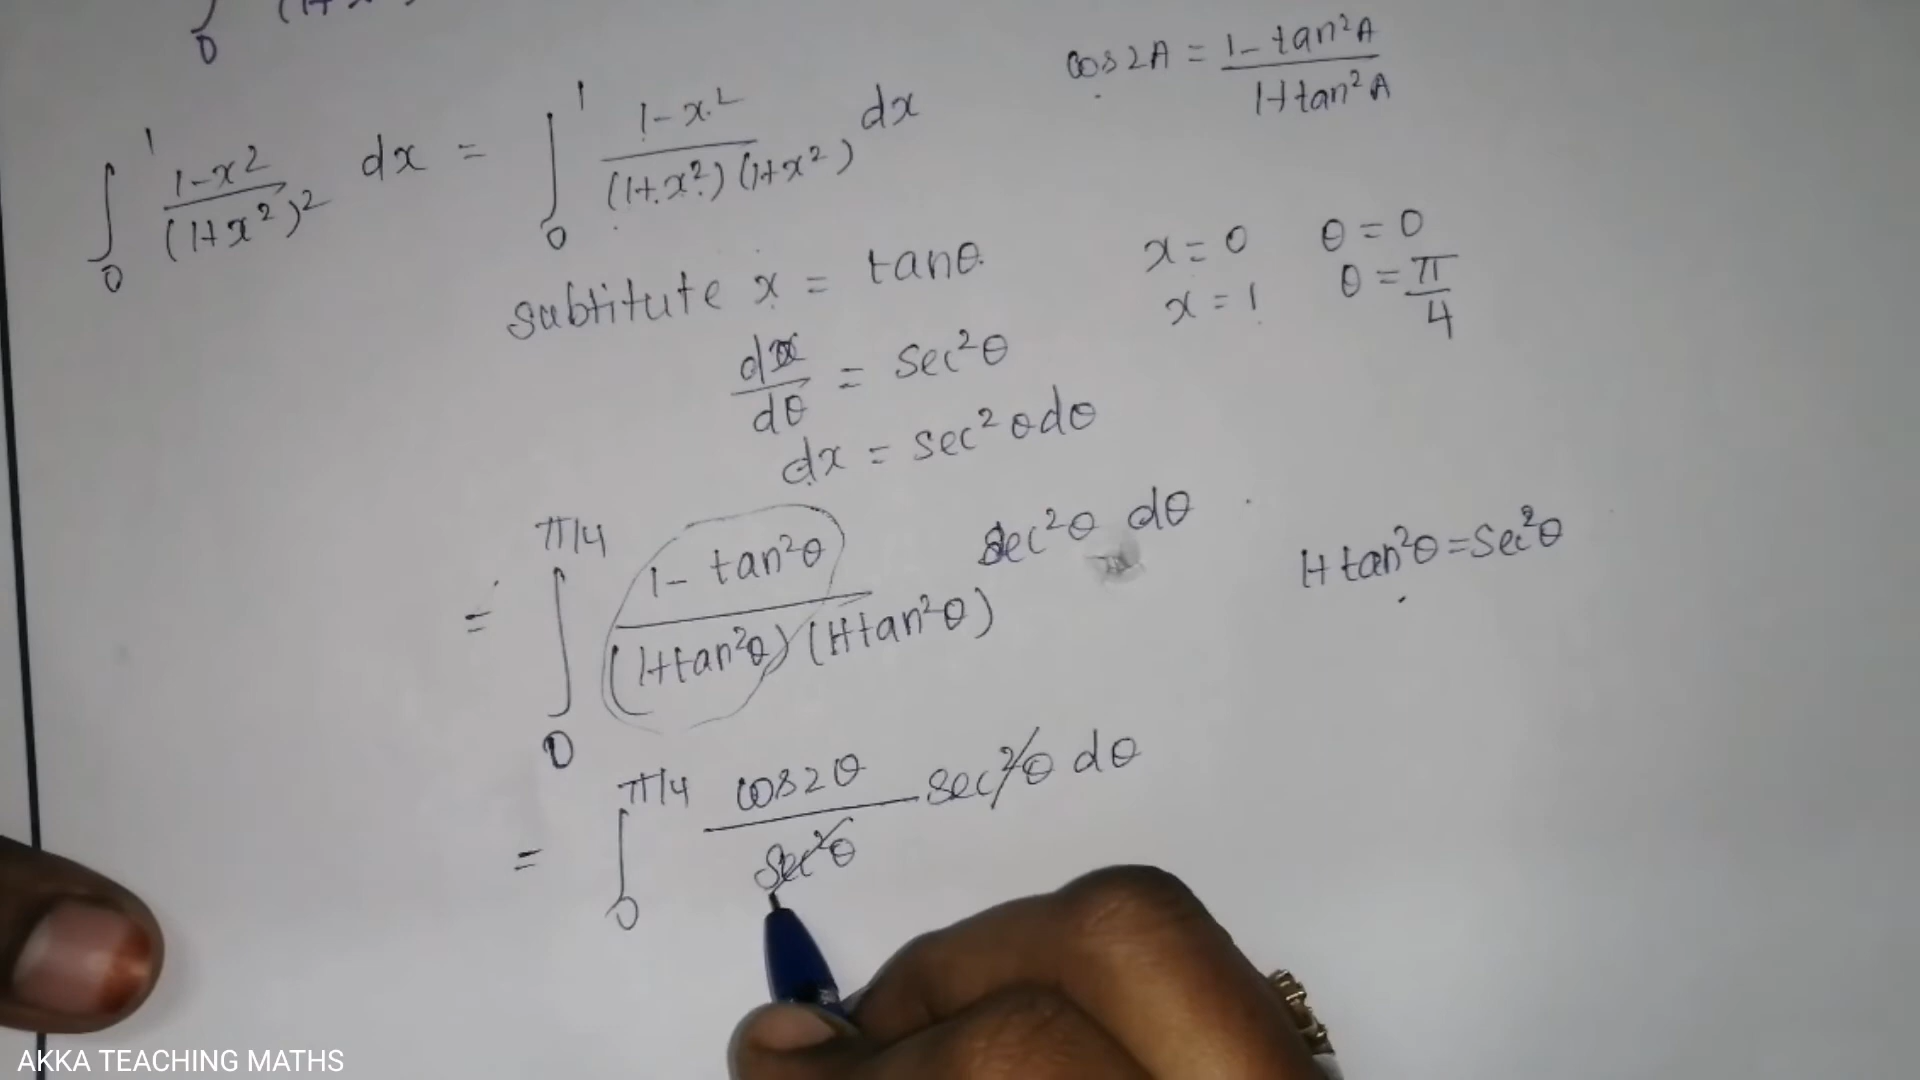 0 (1+x
cos2A = 1-tan²A / 1+tan²A
∫₀¹ 1-x² / (1+x²)² dx = ∫₀¹ 1-x² / (1+x²)(1+x²) dx
subtitute x = tanθ
x = 0 θ = 0
x = 1 θ = π/4
dx/dθ = sec²θ
dx = sec²θdθ
= ∫₀^π/4 1-tan²θ / (1+tan²θ)(1+tan²θ) sec²θ dθ
1+tan²θ = sec²θ
= ∫₀^π/4 cos2θ / sec²θ sec²θ dθ
AKKA TEACHING MATHS